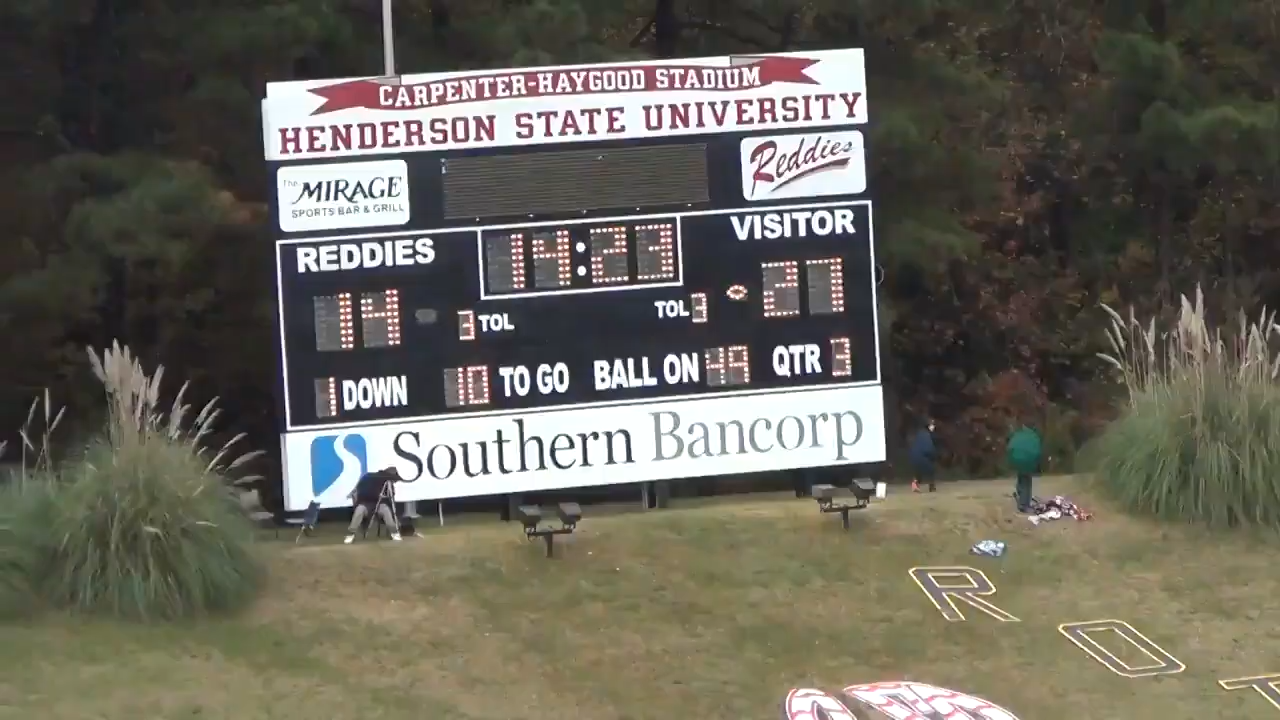 CARPENTER-HAYGOOD STADIUM
HENDERSON STATE UNIVERSITY
The MIRAGE
SPORTS BAR & GRILL
Reddies
REDDIES
14:23
VISITOR
14
3 TOL
TOL 3
27
1 DOWN
10 TO GO
BALL ON 49
QTR 3
Southern Bancorp
R
O
T